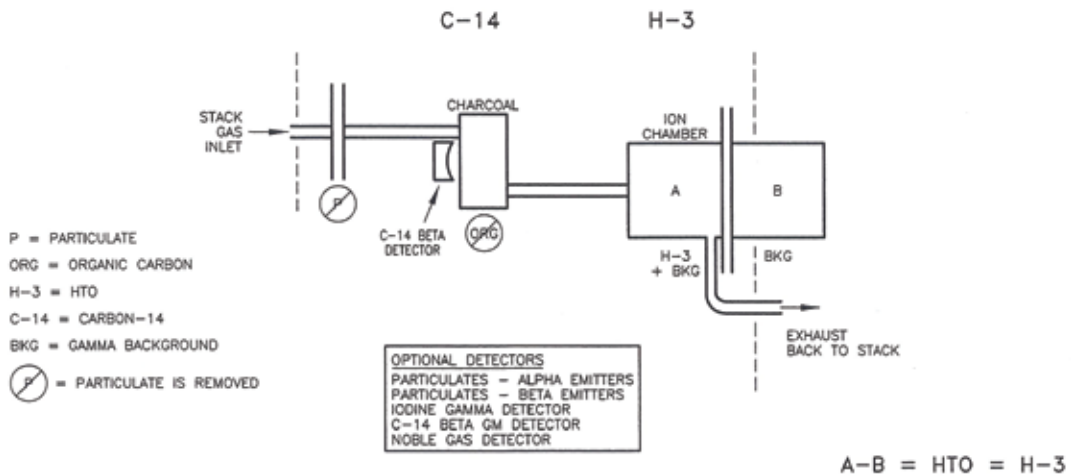 C-14
H-3
STACK
GAS
INLET
CHARCOAL
ION
CHAMBER
A
B
P
C-14 BETA
DETECTOR
ORG
H-3
+ BKG
BKG
EXHAUST
BACK TO STACK
P = PARTICULATE
ORG = ORGANIC CARBON
H-3 = HTO
C-14 = CARBON-14
BKG = GAMMA BACKGROUND
P = PARTICULATE IS REMOVED
OPTIONAL DETECTORS
PARTICULATES - ALPHA EMITTERS
PARTICULATES - BETA EMITTERS
IODINE GAMMA DETECTOR
C-14 BETA GM DETECTOR
NOBLE GAS DETECTOR
A-B = HTO = H-3